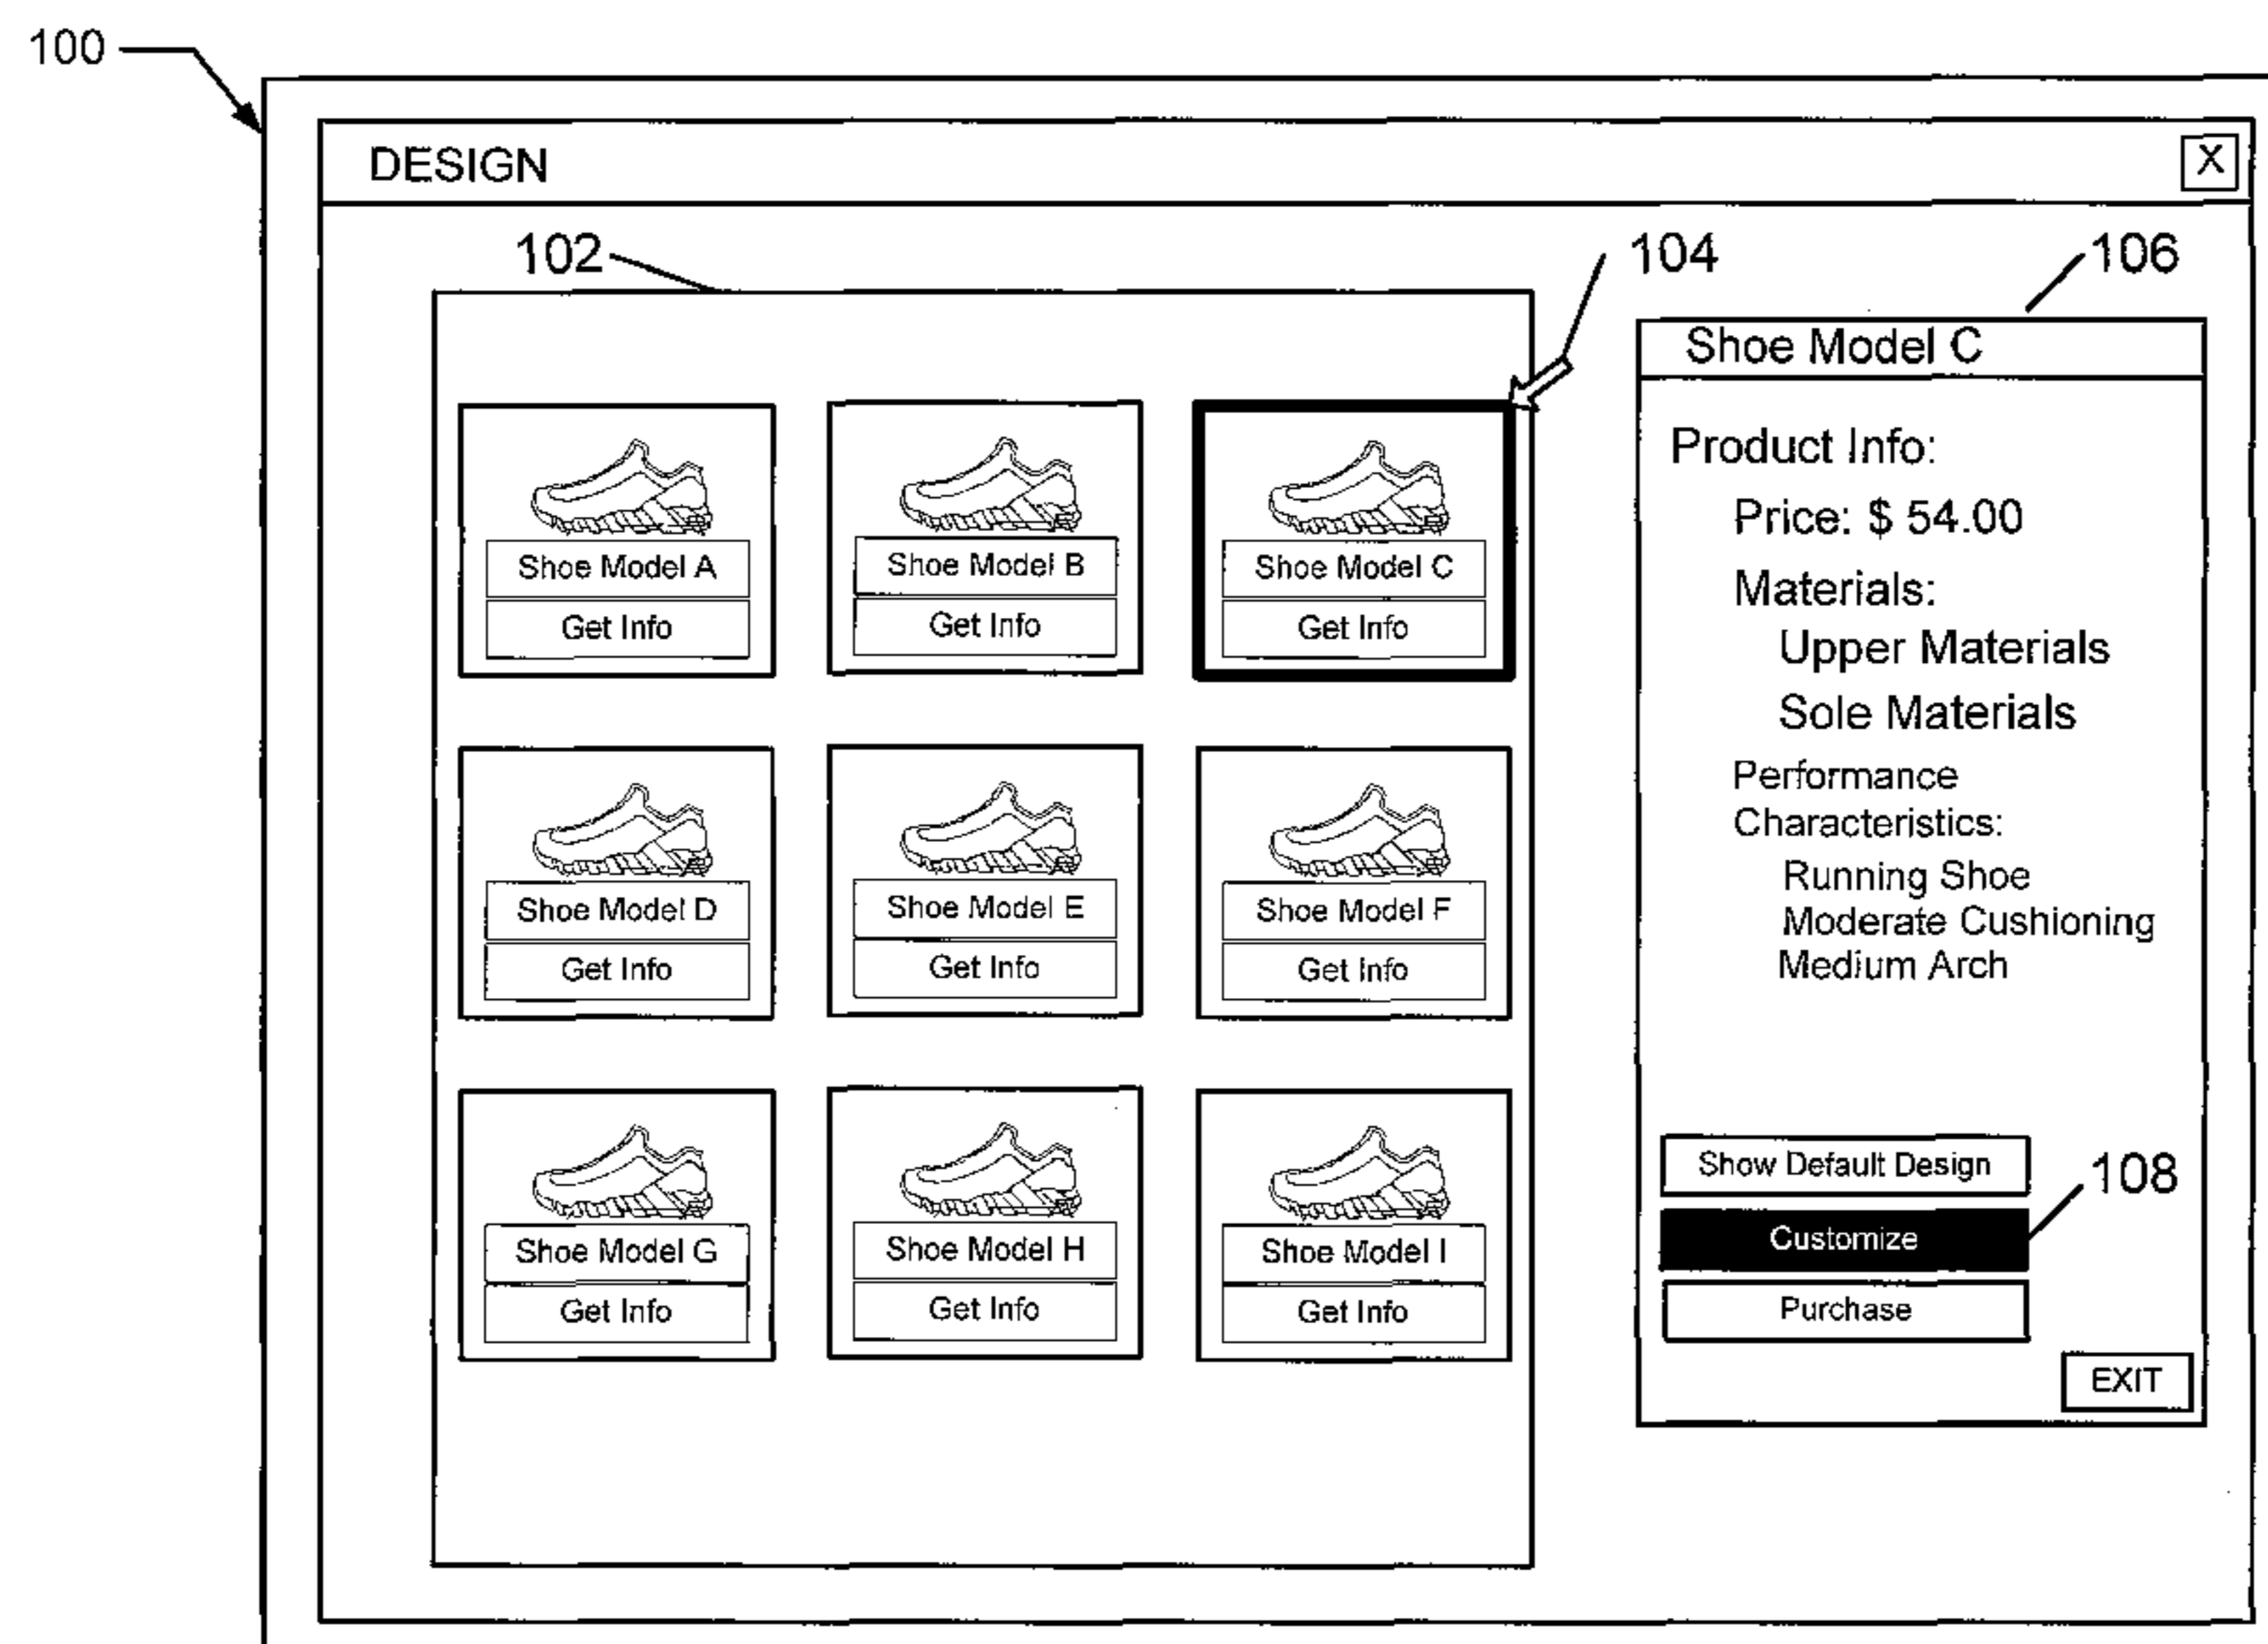 100
DESIGN
X
102
104
106
Shoe Model A
Get Info
Shoe Model B
Get Info
Shoe Model C
Get Info
Shoe Model D
Get Info
Shoe Model E
Get Info
Shoe Model F
Get Info
Shoe Model G
Get Info
Shoe Model H
Get Info
Shoe Model I
Get Info
Shoe Model C
Product Info:
Price: $ 54.00
Materials:
Upper Materials
Sole Materials
Performance
Characteristics:
Running Shoe
Moderate Cushioning
Medium Arch
Show Default Design
108
Customize
Purchase
EXIT